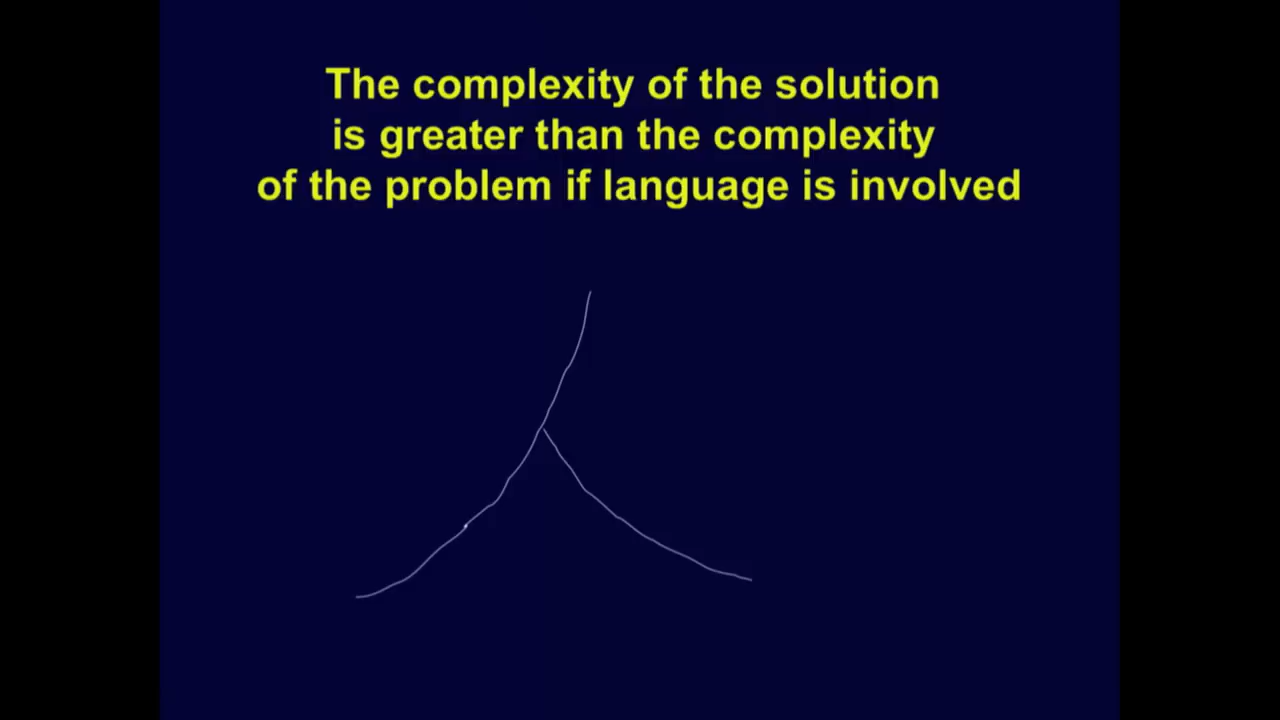 The complexity of the solution
is greater than the complexity
of the problem if language is involved